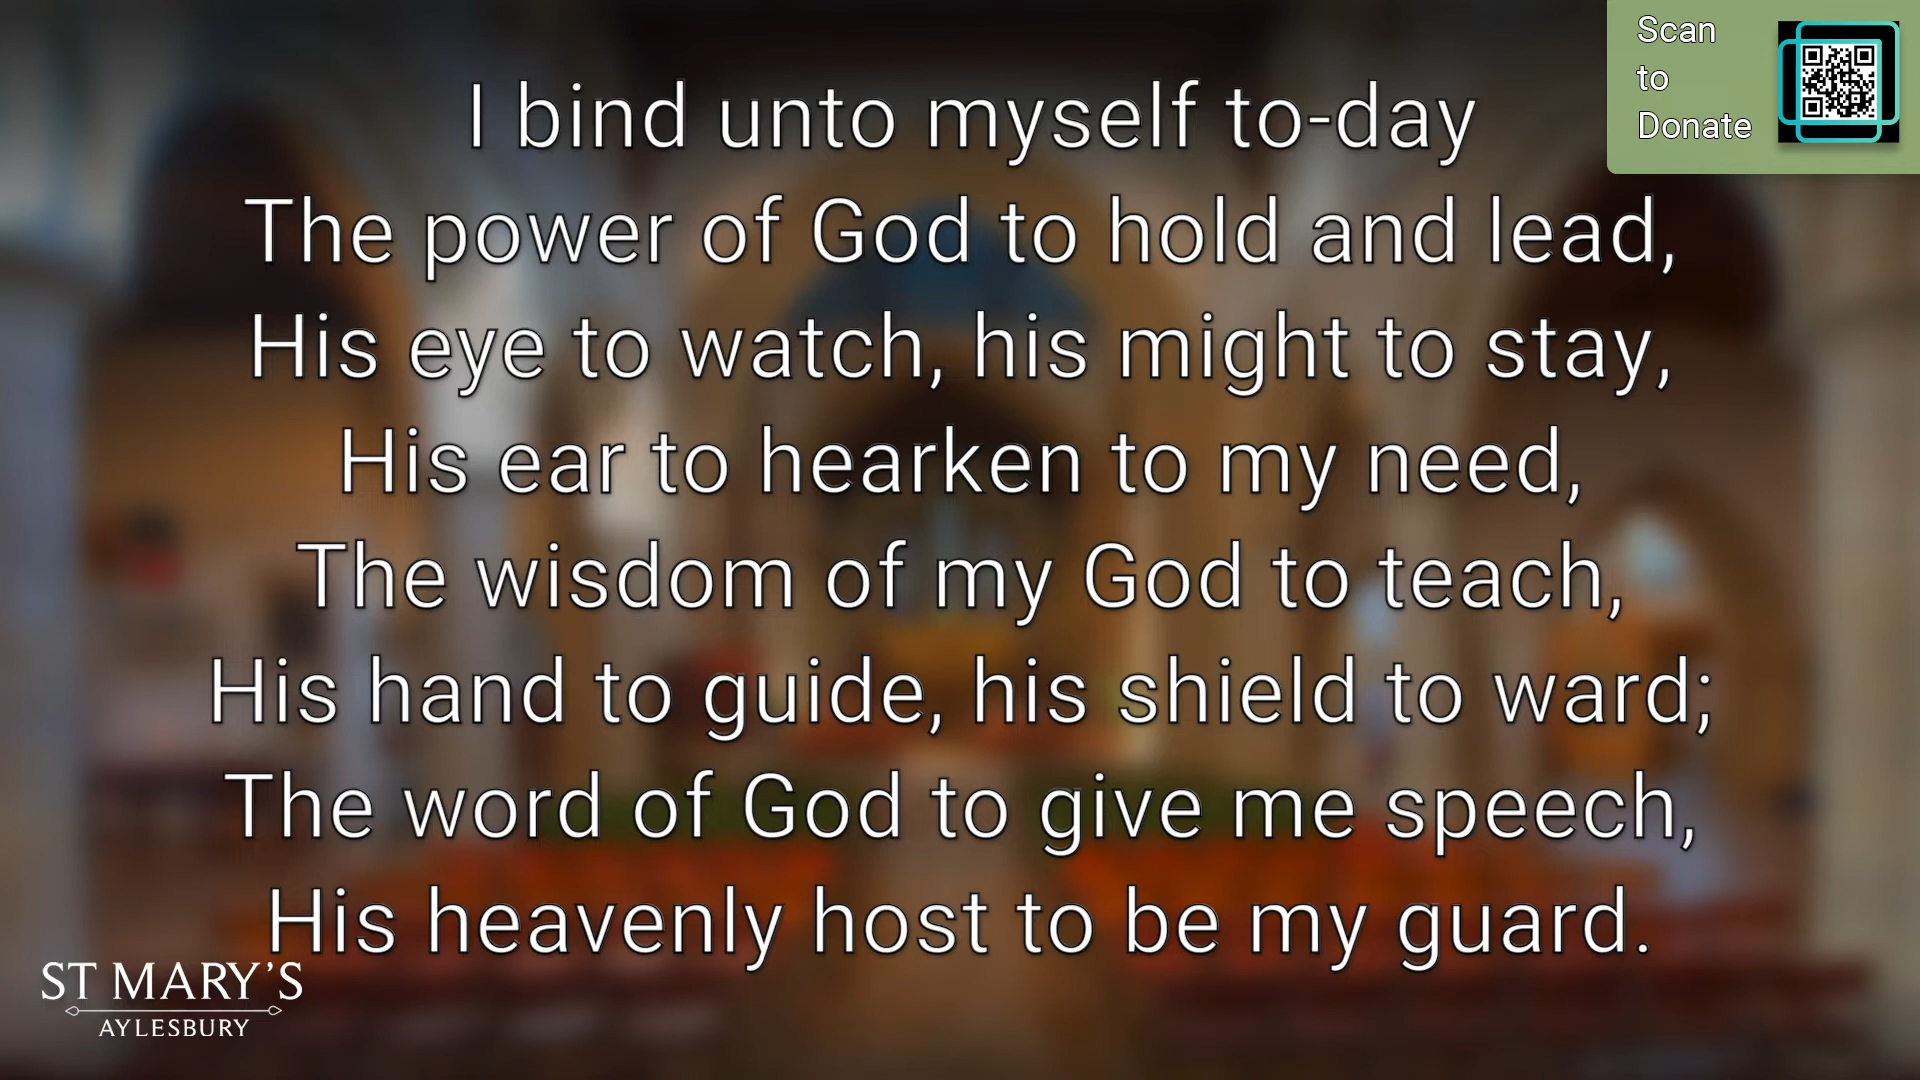 I bind unto myself to-day
The power of God to hold and lead,
His eye to watch, his might to stay,
His ear to hearken to my need,
The wisdom of my God to teach,
His hand to guide, his shield to ward;
The word of God to give me speech,
His heavenly host to be my guard.
Scan
to
Donate
ST MARY'S
AYLESBURY